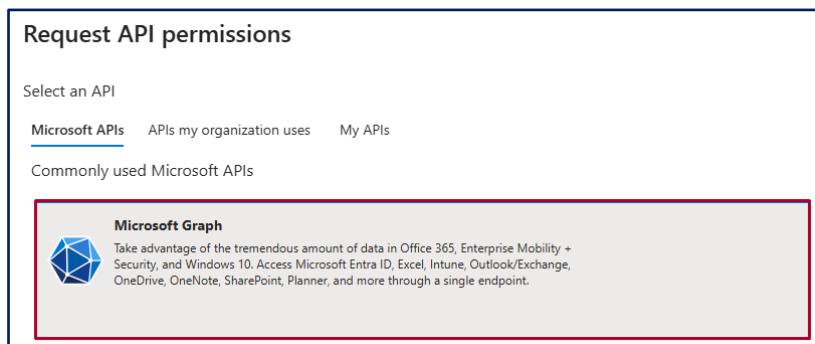 Request API permissions
Select an API
Microsoft APIs APIs my organization uses My APIs
Commonly used Microsoft APIs
Microsoft Graph
Take advantage of the tremendous amount of data in Office 365, Enterprise Mobility +
Security, and Windows 10. Access Microsoft Entra ID, Excel, Intune, Outlook/Exchange,
OneDrive, OneNote, SharePoint, Planner, and more through a single endpoint.